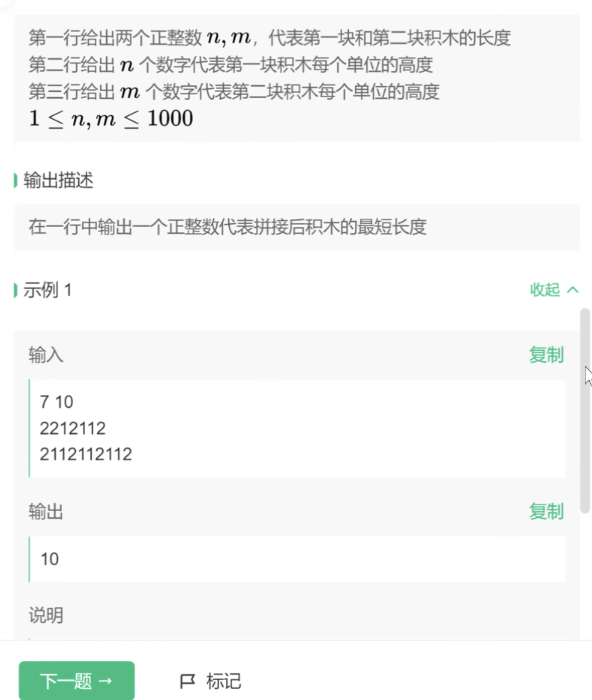 第一行给出两个正整数 n, m，代表第一块和第二块积木的长度
第二行给出 n 个数字代表第一块积木每个单位的高度
第三行给出 m 个数字代表第二块积木每个单位的高度
1 ≤ n, m ≤ 1000
输出描述
在一行中输出一个正整数代表拼接后积木的最短长度
示例 1
收起
输入
复制
7 10
2212112
2112112112
输出
复制
10
说明
下一题 →
标记